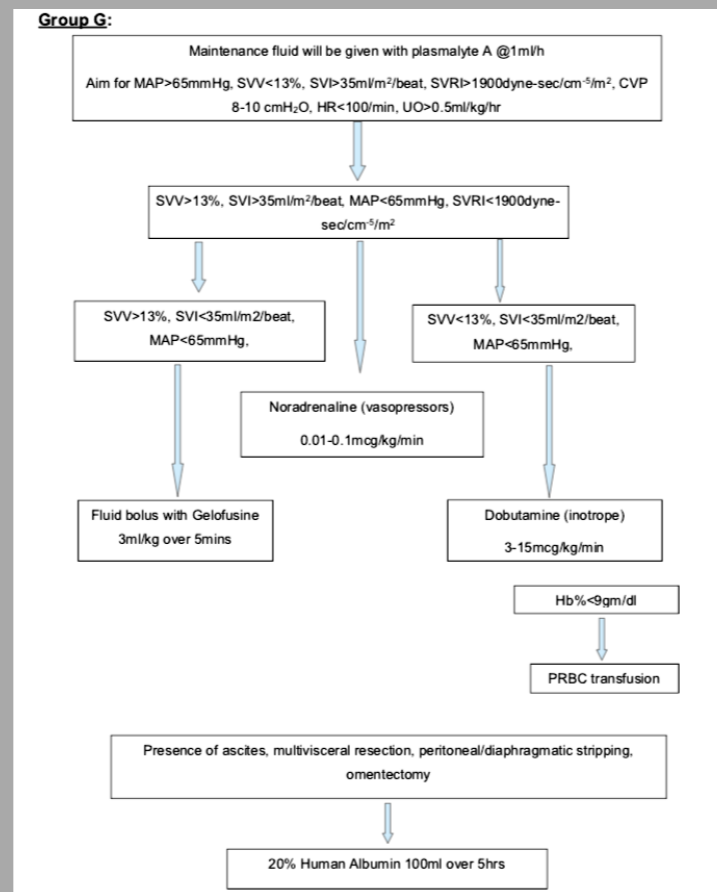 Group G:
Maintenance fluid will be given with plasmalyte A @1ml/h
Aim for MAP>65mmHg, SVV<13%, SVI>35ml/m²/beat, SVRI>1900dyne-sec/cm⁻⁵/m², CVP
8-10 cmH₂O, HR<100/min, UO>0.5ml/kg/hr
SVV>13%, SVI>35ml/m²/beat, MAP<65mmHg, SVRI<1900dyne-
sec/cm⁻⁵/m²
SVV>13%, SVI<35ml/m2/beat,
MAP<65mmHg,
SVV<13%, SVI<35ml/m2/beat,
MAP<65mmHg,
Noradrenaline (vasopressors)
0.01-0.1mcg/kg/min
Fluid bolus with Gelofusine
3ml/kg over 5mins
Dobutamine (inotrope)
3-15mcg/kg/min
Hb%<9gm/dl
PRBC transfusion
Presence of ascites, multivisceral resection, peritoneal/diaphragmatic stripping,
omentectomy
20% Human Albumin 100ml over 5hrs